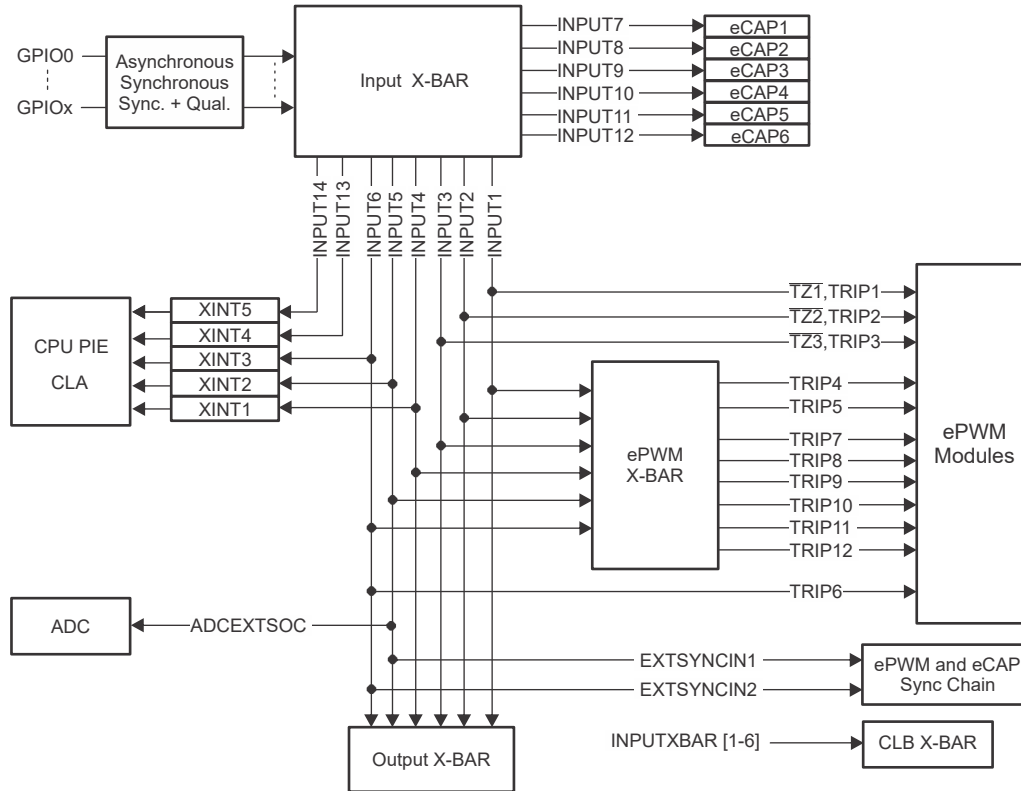 GPIO0
GPIOx
Asynchronous
Synchronous
Sync. + Qual.
Input X-BAR
INPUT7
INPUT8
INPUT9
INPUT10
INPUT11
INPUT12
eCAP1
eCAP2
eCAP3
eCAP4
eCAP5
eCAP6
INPUT14
INPUT13
INPUT6
INPUT5
INPUT4
INPUT3
INPUT2
INPUT1
CPU PIE
CLA
XINT5
XINT4
XINT3
XINT2
XINT1
TZ1,TRIP1
TZ2,TRIP2
TZ3,TRIP3
ePWM
X-BAR
TRIP4
TRIP5
TRIP7
TRIP8
TRIP9
TRIP10
TRIP11
TRIP12
TRIP6
ePWM
Modules
ADC
ADCEXTSOC
EXTSYNCIN1
EXTSYNCIN2
ePWM and eCAP
Sync Chain
INPUTXBAR [1-6]
CLB X-BAR
Output X-BAR